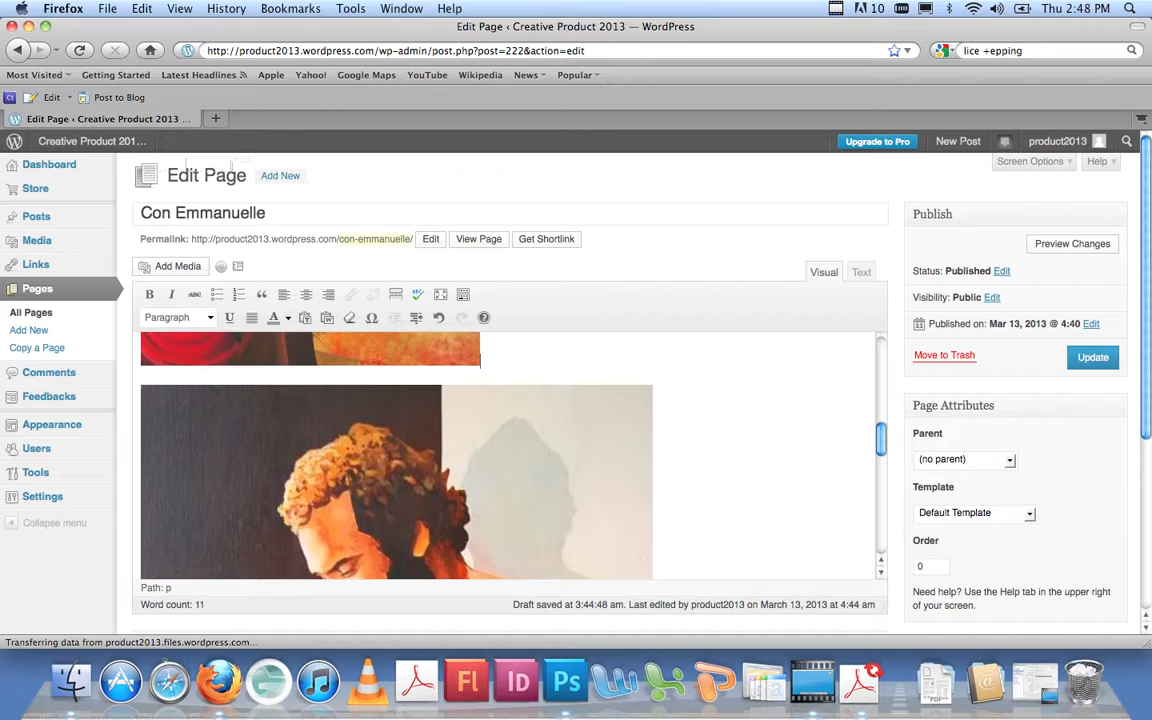 Firefox File Edit View History Bookmarks Tools Window Help 10 Thu 2:48 PM
Edit Page ‹ Creative Product 2013 — WordPress
http://product2013.wordpress.com/wp-admin/post.php?post=222&action=edit lice +epping
Most Visited Getting Started Latest Headlines Apple Yahoo! Google Maps YouTube Wikipedia News Popular
Ct Edit Post to Blog
Edit Page ‹ Creative Product 2013 ... +
Creative Product 201... Upgrade to Pro New Post product2013
Screen Options Help
Dashboard
Store
Posts
Media
Links
Pages
All Pages
Add New
Copy a Page
Comments
Feedbacks
Appearance
Users
Tools
Settings
Collapse menu
Edit Page Add New
Con Emmanuelle
Permalink: http://product2013.wordpress.com/con-emmanuelle/ Edit View Page Get Shortlink
Add Media Visual Text
B I ABC “ ABC
Paragraph U A Ω ?
Path: p
Word count: 11 Draft saved at 3:44:48 am. Last edited by product2013 on March 13, 2013 at 4:44 am
Publish
Preview Changes
Status: Published Edit
Visibility: Public Edit
Published on: Mar 13, 2013 @ 4:40 Edit
Move to Trash Update
Page Attributes
Parent
(no parent)
Template
Default Template
Order
0
Need help? Use the Help tab in the upper right
of your screen.
Transferring data from product2013.files.wordpress.com...
Fl Id Ps
PDF